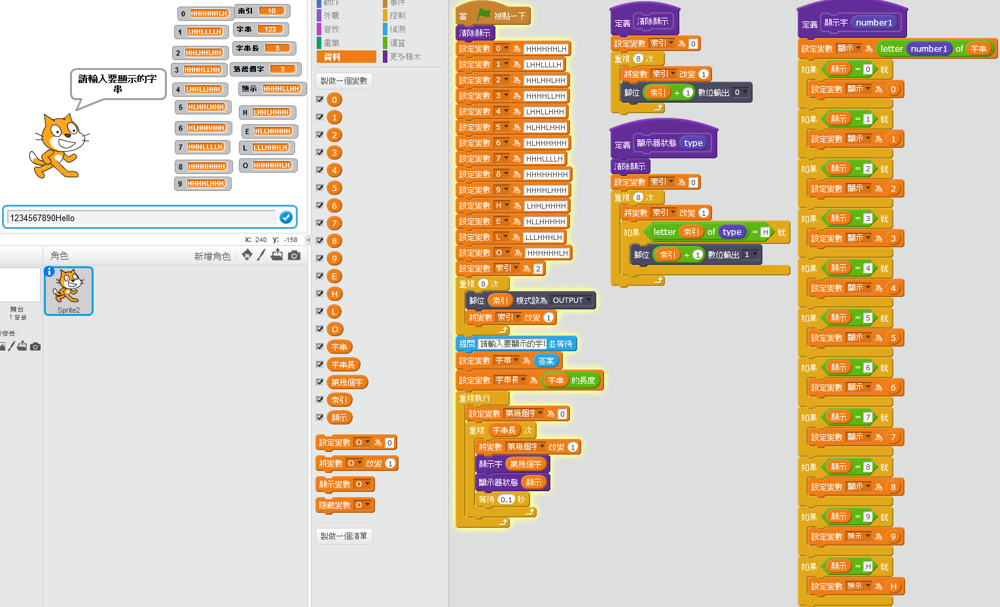 0 HHHHHHLH
索引 10
1 LHHLLLLH
字串 123
2 HHLHHLHH
字串長 3
3 HHHHLLHH
第幾個字 3
4 LHHLLHHH
顯示 HHHHLLHH
5 HLHHLHHH
H LHHLHHHH
6 HLHHHHHH
E HLLHHHHH
7 HHHLLLLH
L LLLHHHLH
8 HHHHHHHH
O HHHHHHLH
9 HHHHLHHH
請輸入要顯示的字
串
1234567890Hello
x: 240 y: -158
角色
新增角色：
舞台
1 背景
Sprite2
動作
事件
外觀
控制
音效
偵測
畫筆
運算
資料
更多積木
製做一個變數
0
1
2
3
4
5
6
7
8
9
E
H
L
O
字串
字串長
第幾個字
索引
顯示
設定變數 O 為 0
將變數 O 改變 1
顯示變數 O
隱藏變數 O
製做一個清單
當 被點一下
清除顯示
設定變數 0 為 HHHHHHLH
設定變數 1 為 LHHLLLLH
設定變數 2 為 HHLHHLHH
設定變數 3 為 HHHHLLHH
設定變數 4 為 LHHLLHHH
設定變數 5 為 HLHHLHHH
設定變數 6 為 HLHHHHHH
設定變數 7 為 HHHLLLLH
設定變數 8 為 HHHHHHHH
設定變數 9 為 HHHHLHHH
設定變數 H 為 LHHLHHHH
設定變數 E 為 HLLHHHHH
設定變數 L 為 LLLHHHLH
設定變數 O 為 HHHHHHLH
設定變數 索引 為 2
重複 8 次
腳位 索引 模式設為 OUTPUT
將變數 索引 改變 1
提問 請輸入要顯示的字 並等待
設定變數 字串 為 答案
設定變數 字串長 為 字串 的長度
重複執行
設定變數 第幾個字 為 0
重複 字串長 次
將變數 第幾個字 改變 1
顯示字 第幾個字
顯示器狀態 顯示
等待 0.1 秒
定義 清除顯示
設定變數 索引 為 0
重複 8 次
將變數 索引 改變 1
腳位 索引 + 1 數位輸出 0
定義 顯示器狀態 type
清除顯示
設定變數 索引 為 0
重複 8 次
將變數 索引 改變 1
如果 letter 索引 of type = H 就
腳位 索引 + 1 數位輸出 1
定義 顯示字 number1
設定變數 顯示 為 letter number1 of 字串
如果 顯示 = 0 就
設定變數 顯示 為 0
如果 顯示 = 1 就
設定變數 顯示 為 1
如果 顯示 = 2 就
設定變數 顯示 為 2
如果 顯示 = 3 就
設定變數 顯示 為 3
如果 顯示 = 4 就
設定變數 顯示 為 4
如果 顯示 = 5 就
設定變數 顯示 為 5
如果 顯示 = 6 就
設定變數 顯示 為 6
如果 顯示 = 7 就
設定變數 顯示 為 7
如果 顯示 = 8 就
設定變數 顯示 為 8
如果 顯示 = 9 就
設定變數 顯示 為 9
如果 顯示 = H 就
設定變數 顯示 為 H